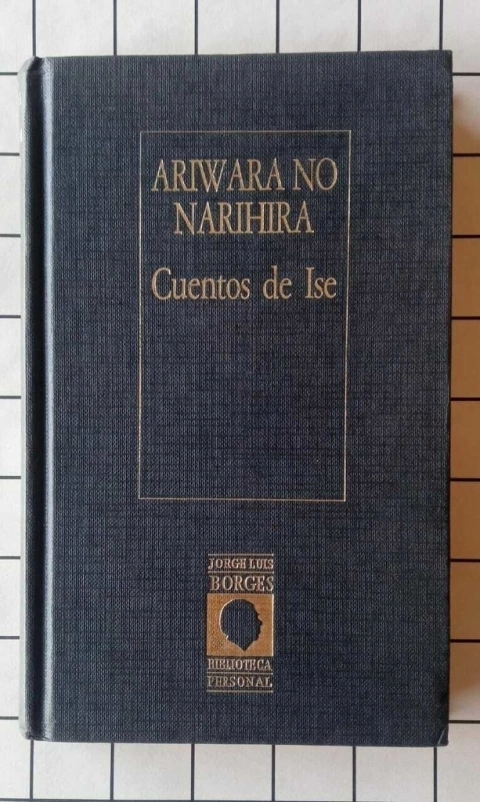 ARIWARA NO
NARIHIRA
Cuentos de Ise
JORGE LUIS
BORGES
BIBLIOTECA
PERSONAL